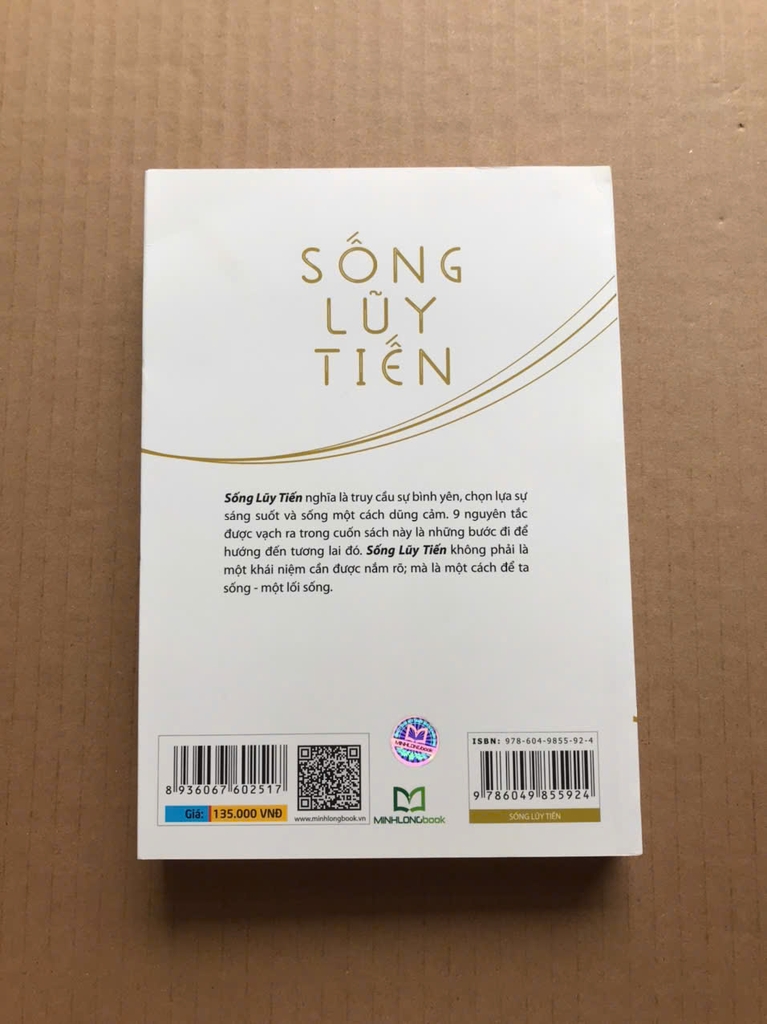 SỐNG
LŨY
TIẾN
Sống Lũy Tiến nghĩa là truy cầu sự bình yên, chọn lựa sự
sáng suốt và sống một cách dũng cảm. 9 nguyên tắc
được vạch ra trong cuốn sách này là những bước đi để
hướng đến tương lai đó. Sống Lũy Tiến không phải là
một khái niệm cần được nắm rõ; mà là một cách để ta
sống - một lối sống.
8 936067 602517
Giá: 135.000 VNĐ
www.minhlongbook.vn
MINHLONGbook
MINHLONGbook
ISBN: 978-604-9855-92-4
9 786049 855924
SỐNG LŨY TIẾN